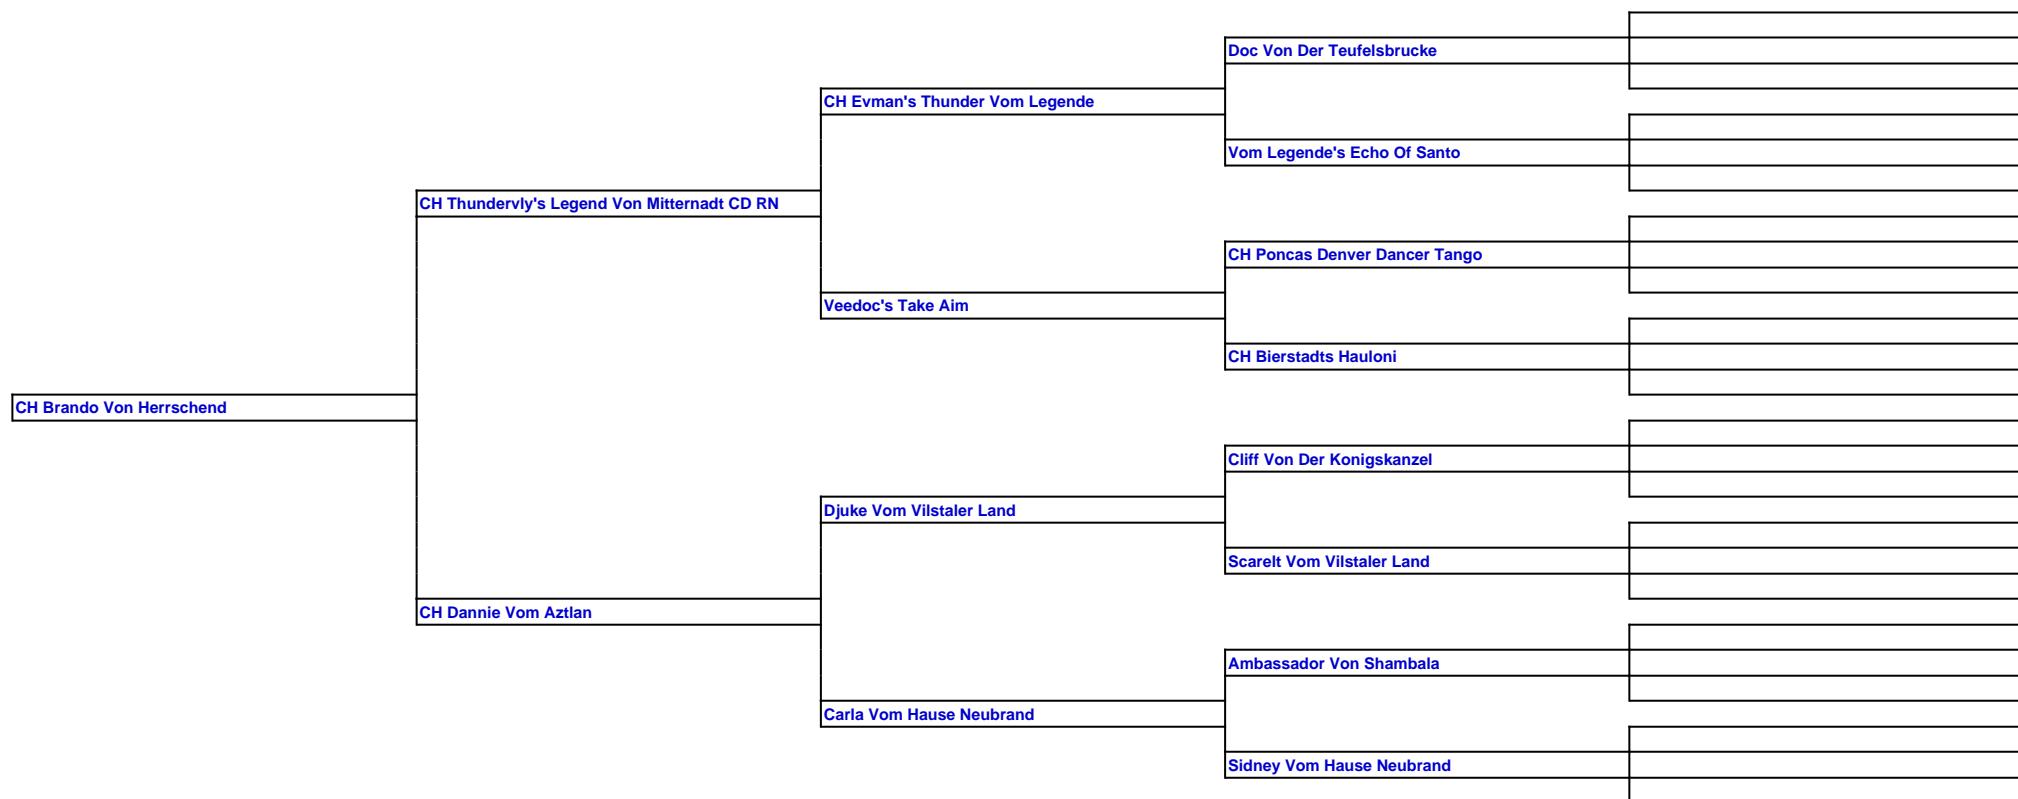 Doc Von Der Teufelsbrucke
CH Evman's Thunder Vom Legende
Vom Legende's Echo Of Santo
CH Thundervly's Legend Von Mitternadt CD RN
CH Poncas Denver Dancer Tango
Veedoc's Take Aim
CH Bierstadts Hauloni
CH Brando Von Herrschend
Cliff Von Der Konigskanzel
Djuke Vom Vilstaler Land
Scarelt Vom Vilstaler Land
CH Dannie Vom Aztlan
Ambassador Von Shambala
Carla Vom Hause Neubrand
Sidney Vom Hause Neubrand